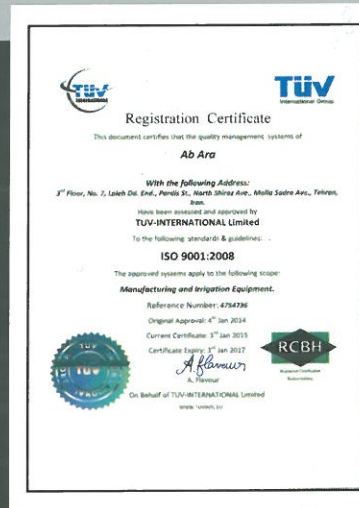 TÜV
INTERNATIONAL
TÜV
International Group
Registration Certificate
This document certifies that the quality management systems of
Ab Ara
With the following Address:
3rd Floor, No. 7, Izieh Dd. End., Pardis St., North Shiraz Ave., Molla Sadra Ave., Tehran,
Iran.
Have been assessed and approved by
TUV-INTERNATIONAL Limited
To the following standards & guidelines:
ISO 9001:2008
The approved systems apply to the following scope:
Manufacturing and Irrigation Equipment.
Reference Number: 4754736
Original Approval: 4th Jan 2014
Current Certificate: 3rd Jan 2015
Certificate Expiry: 3rd Jan 2017
TUV
RCBH
A. Flavour
A. Flavour
On Behalf of TUV-INTERNATIONAL Limited